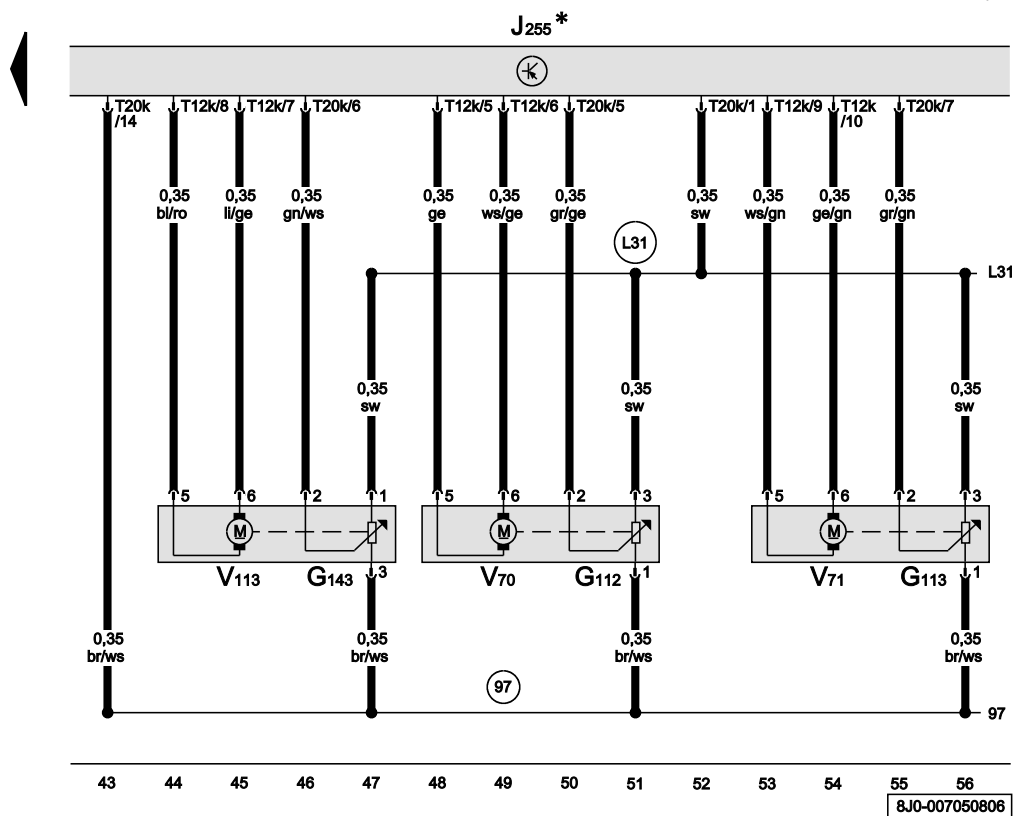 J255*
T20k
/14
T12k/8
T12k/7
T20k/6
T12k/5
T12k/6
T20k/5
T20k/1
T12k/9
T12k
/10
T20k/7
0,35
bl/ro
0,35
li/ge
0,35
gn/ws
0,35
ge
0,35
ws/ge
0,35
gr/ge
0,35
sw
0,35
ws/gn
0,35
ge/gn
0,35
gr/gn
L31
L31
0,35
sw
0,35
sw
0,35
sw
5 6 2 1 5 6 2 3 5 6 2 3
M M M
V113 G143 3 V70 G112 1 V71 G113 1
0,35
br/ws
0,35
br/ws
0,35
br/ws
0,35
br/ws
97
97
43 44 45 46 47 48 49 50 51 52 53 54 55 56
8J0-007050806